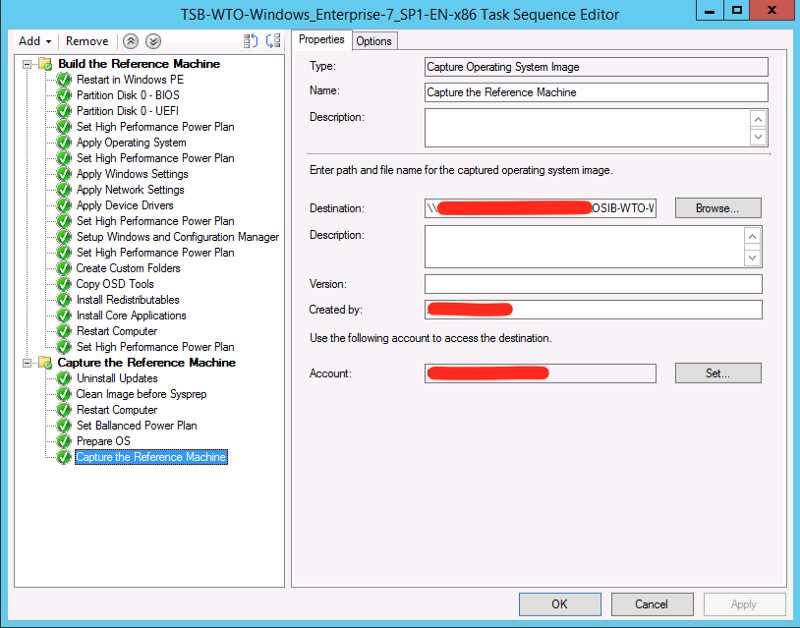 TSB-WTO-Windows_Enterprise-7_SP1-EN-x86 Task Sequence Editor
Add Remove
Build the Reference Machine
Restart in Windows PE
Partition Disk 0 - BIOS
Partition Disk 0 - UEFI
Set High Performance Power Plan
Apply Operating System
Set High Performance Power Plan
Apply Windows Settings
Apply Network Settings
Apply Device Drivers
Set High Performance Power Plan
Setup Windows and Configuration Manager
Set High Performance Power Plan
Create Custom Folders
Copy OSD Tools
Install Redistributables
Install Core Applications
Restart Computer
Set High Performance Power Plan
Capture the Reference Machine
Uninstall Updates
Clean Image before Sysprep
Restart Computer
Set Ballanced Power Plan
Prepare OS
Capture the Reference Machine
Properties Options
Type: Capture Operating System Image
Name: Capture the Reference Machine
Description:
Enter path and file name for the captured operating system image.
Destination: \\ OSIB-WTO-W Browse...
Description:
Version:
Created by:
Use the following account to access the destination.
Account: Set...
OK Cancel Apply